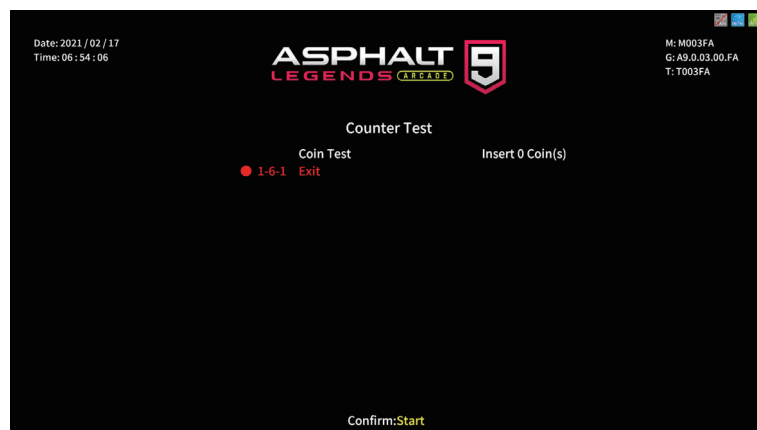 Date: 2021 / 02 / 17
Time: 06 : 54 : 06
ASPHALT 9
LEGENDS ARCADE
M: M003FA
G: A9.0.03.00.FA
T: T003FA
Counter Test
Coin Test Insert 0 Coin(s)
1-6-1 Exit
Confirm:Start